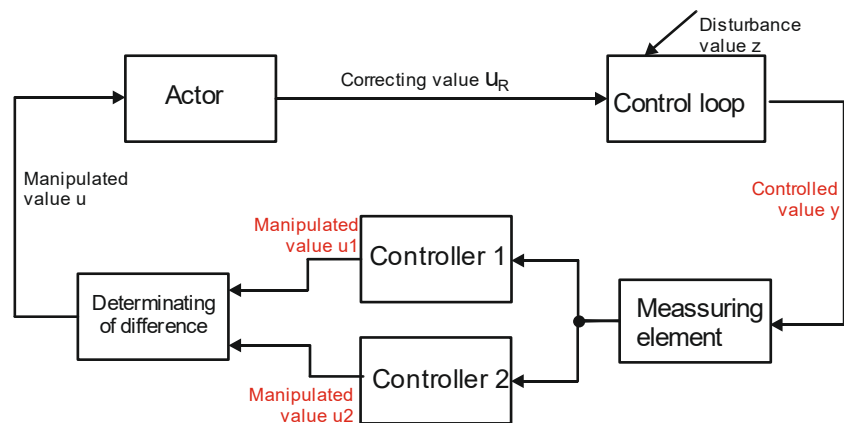 Disturbance
value z
Actor
Correcting value uR
Control loop
Manipulated
value u
Controlled
value y
Manipulated
value u1
Controller 1
Determinating
of difference
Meassuring
element
Controller 2
Manipulated
value u2